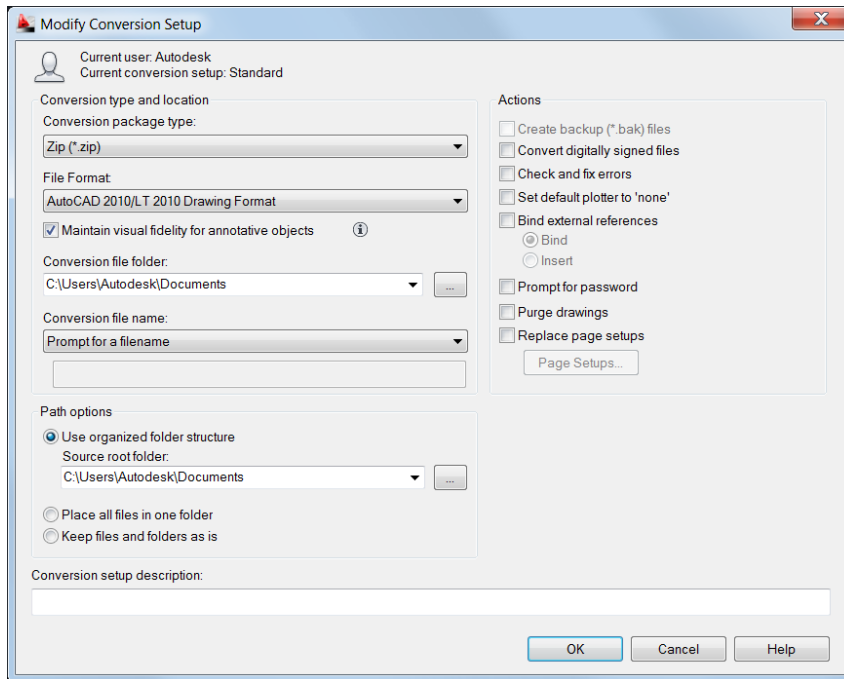 Modify Conversion Setup
Current user: Autodesk
Current conversion setup: Standard
Conversion type and location
Conversion package type:
Zip (*.zip)
File Format:
AutoCAD 2010/LT 2010 Drawing Format
Maintain visual fidelity for annotative objects
Conversion file folder:
C:\Users\Autodesk\Documents
...
Conversion file name:
Prompt for a filename
Path options
Use organized folder structure
Source root folder:
C:\Users\Autodesk\Documents
...
Place all files in one folder
Keep files and folders as is
Actions
Create backup (*.bak) files
Convert digitally signed files
Check and fix errors
Set default plotter to 'none'
Bind external references
Bind
Insert
Prompt for password
Purge drawings
Replace page setups
Page Setups...
Conversion setup description:
OK
Cancel
Help